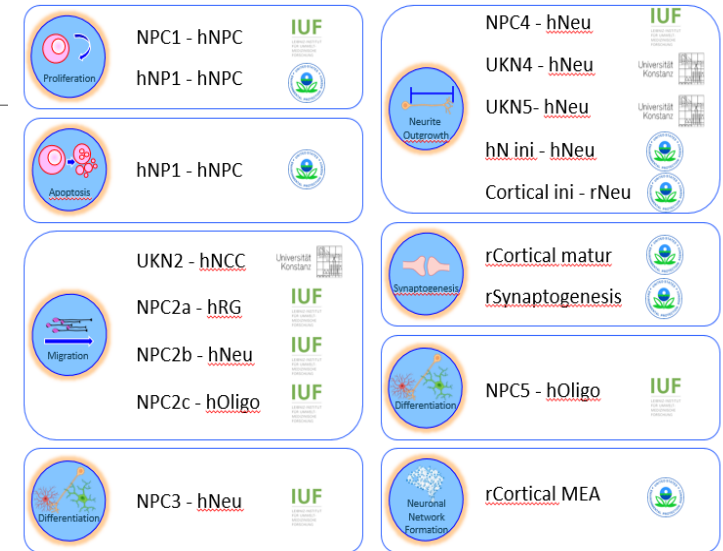 Proliferation
NPC1 - hNPC
IUF
hNP1 - hNPC
Apoptosis
hNP1 - hNPC
Migration
UKN2 - hNCC
Universität
Konstanz
NPC2a - hRG
IUF
NPC2b - hNeu
IUF
NPC2c - hOligo
IUF
Differentiation
NPC3 - hNeu
IUF
Neurite
Outgrowth
NPC4 - hNeu
IUF
UKN4 - hNeu
Universität
Konstanz
UKN5- hNeu
Universität
Konstanz
hN ini - hNeu
Cortical ini - rNeu
Synaptogenesis
rCortical matur
rSynaptogenesis
Differentiation
NPC5 - hOligo
IUF
Neuronal
Network
Formation
rCortical MEA